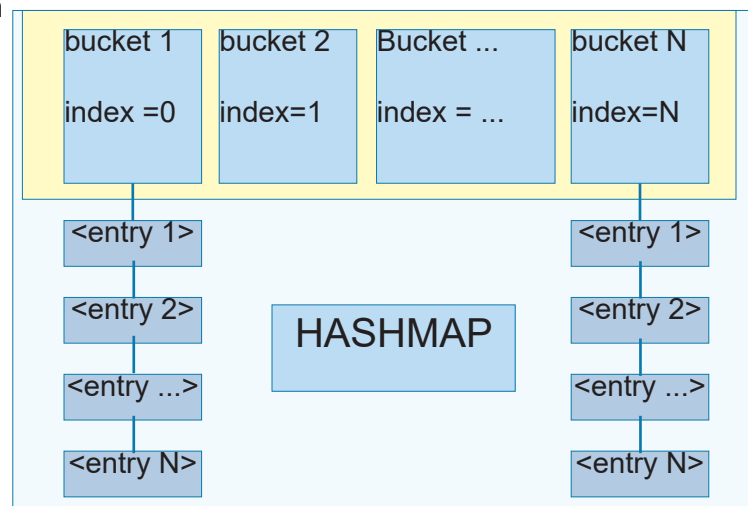 bucket 1
index =0
bucket 2
index=1
Bucket ...
index = ...
bucket N
index=N
<entry 1>
<entry 2>
<entry ...>
<entry N>
HASHMAP
<entry 1>
<entry 2>
<entry ...>
<entry N>